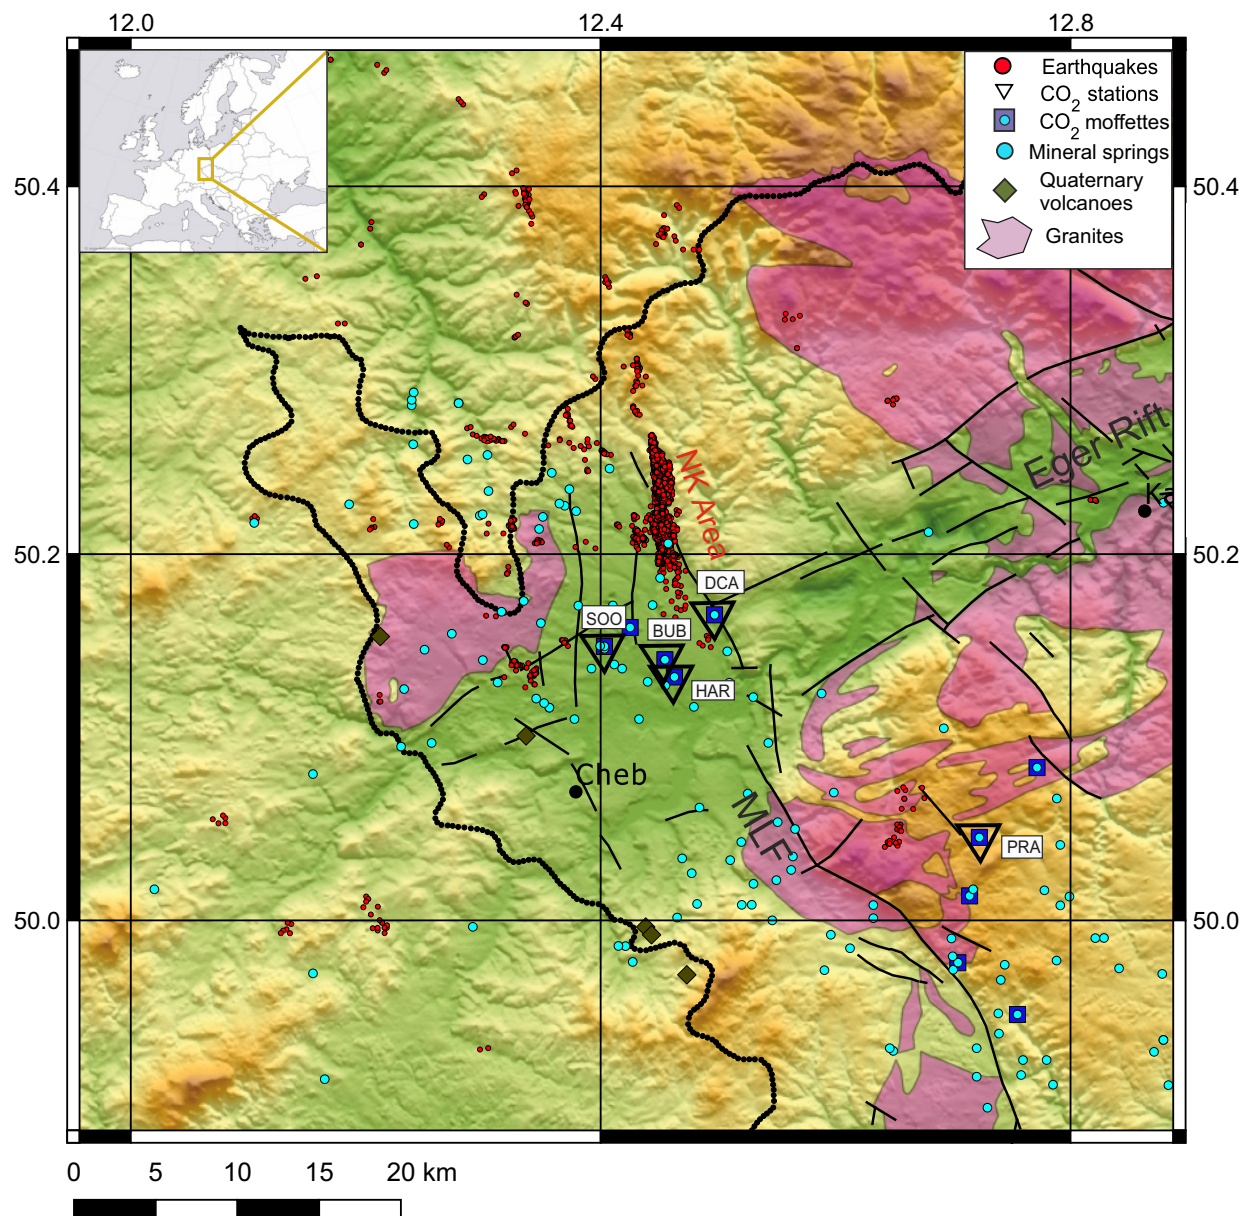 12.0
12.4
12.8
Earthquakes
CO2 stations
CO2 moffettes
Mineral springs
Quaternary
volcanoes
Granites
50.4
50.4
Eger Rift
NK Area
50.2
50.2
DCA
SOO
BUB
HAR
Cheb
MLF
PRA
50.0
50.0
0
5
10
15
20 km